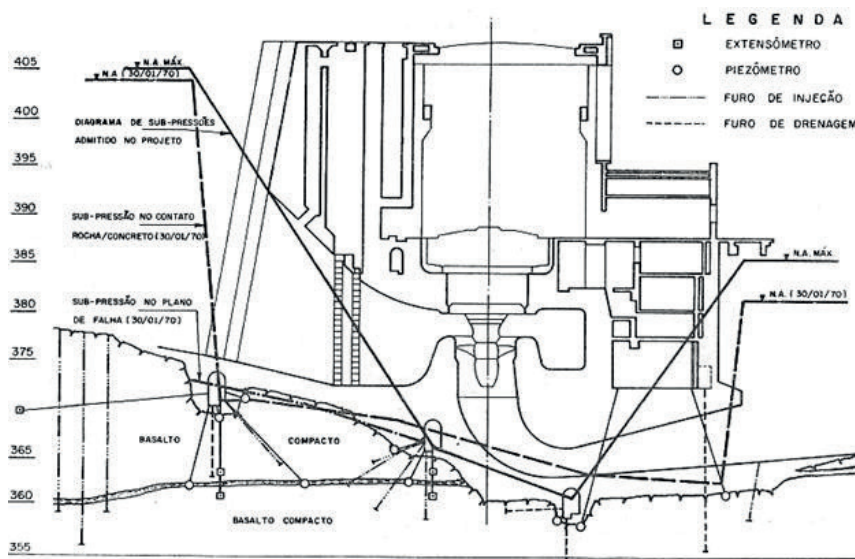 LEGENDA
EXTENSÔMETRO
PIEZÔMETRO
FURO DE INJEÇÃO
FURO DE DRENAGEM
405
400
395
390
385
380
375
365
360
355
N.A. MÁX.
N.A (30/01/70)
DIAGRAMA DE SUB-PRESSÕES
ADMITIDO NO PROJETO
SUB-PRESSÃO NO CONTATO
ROCHA/CONCRETO (30/01/70)
SUB-PRESSÃO NO PLANO
DE FALHA (30/01/70)
N.A. MÁX.
N.A. (30/01/70)
BASALTO
COMPACTO
BASALTO COMPACTO